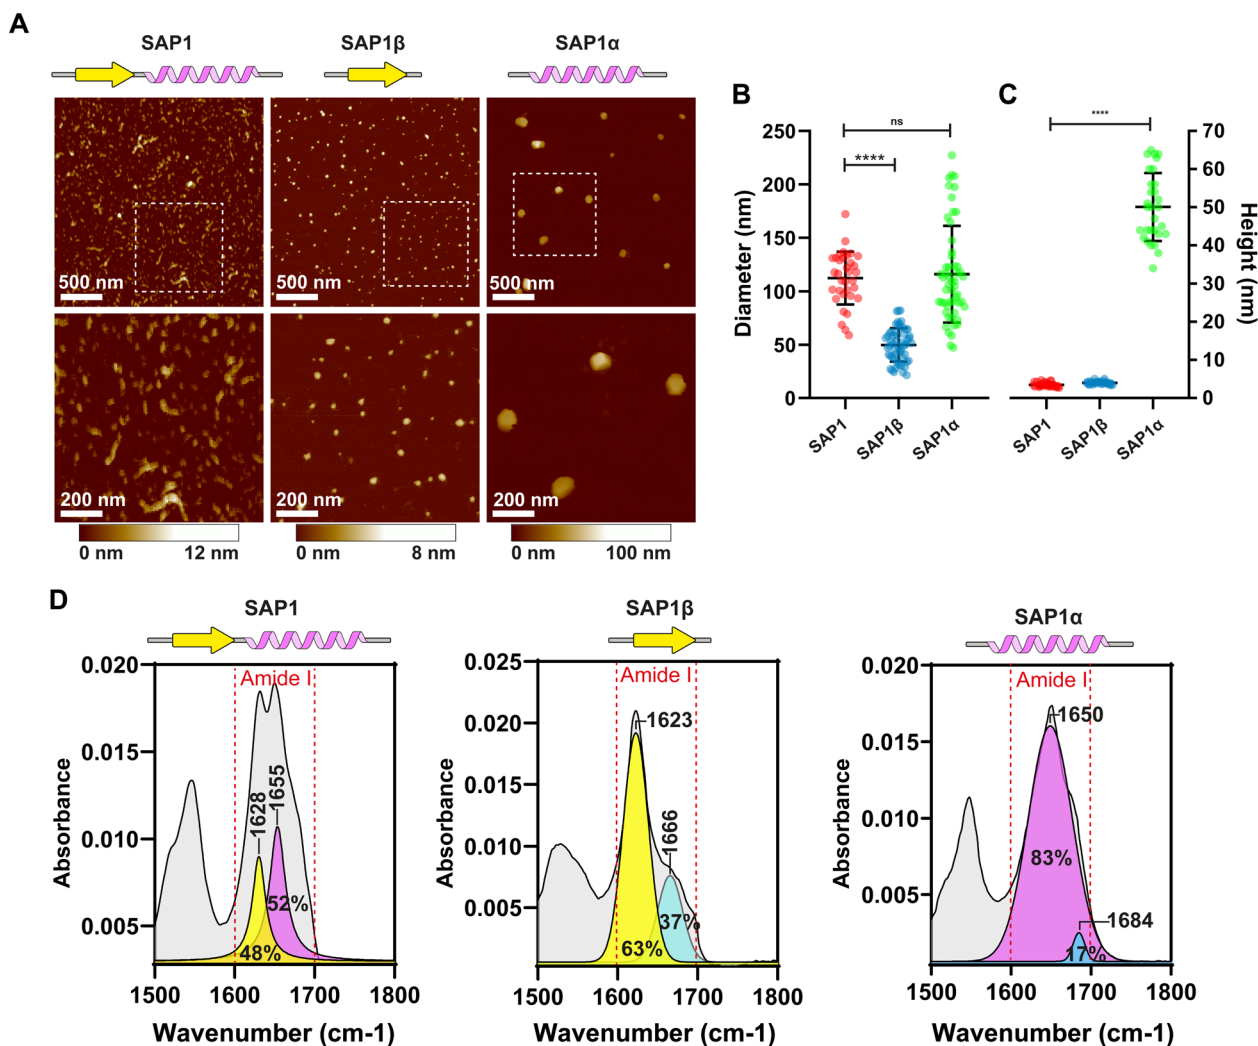 A
SAP1 SAP1β SAP1α
500 nm 500 nm 500 nm
200 nm 200 nm 200 nm
0 nm 12 nm 0 nm 8 nm 0 nm 100 nm
B
ns
****
Diameter (nm)
250
200
150
100
50
0
SAP1 SAP1β SAP1α
C
****
Height (nm)
70
60
50
40
30
20
10
0
SAP1 SAP1β SAP1α
D
SAP1
Amide I
Absorbance
0.020
0.015
0.010
0.005
1628
1655
52%
48%
1500 1600 1700 1800
Wavenumber (cm-1)
SAP1β
Amide I
Absorbance
0.025
0.020
0.015
0.010
0.005
1623
1666
37%
63%
1500 1600 1700 1800
Wavenumber (cm-1)
SAP1α
Amide I
Absorbance
0.020
0.015
0.010
0.005
1650
83%
1684
17%
1500 1600 1700 1800
Wavenumber (cm-1)